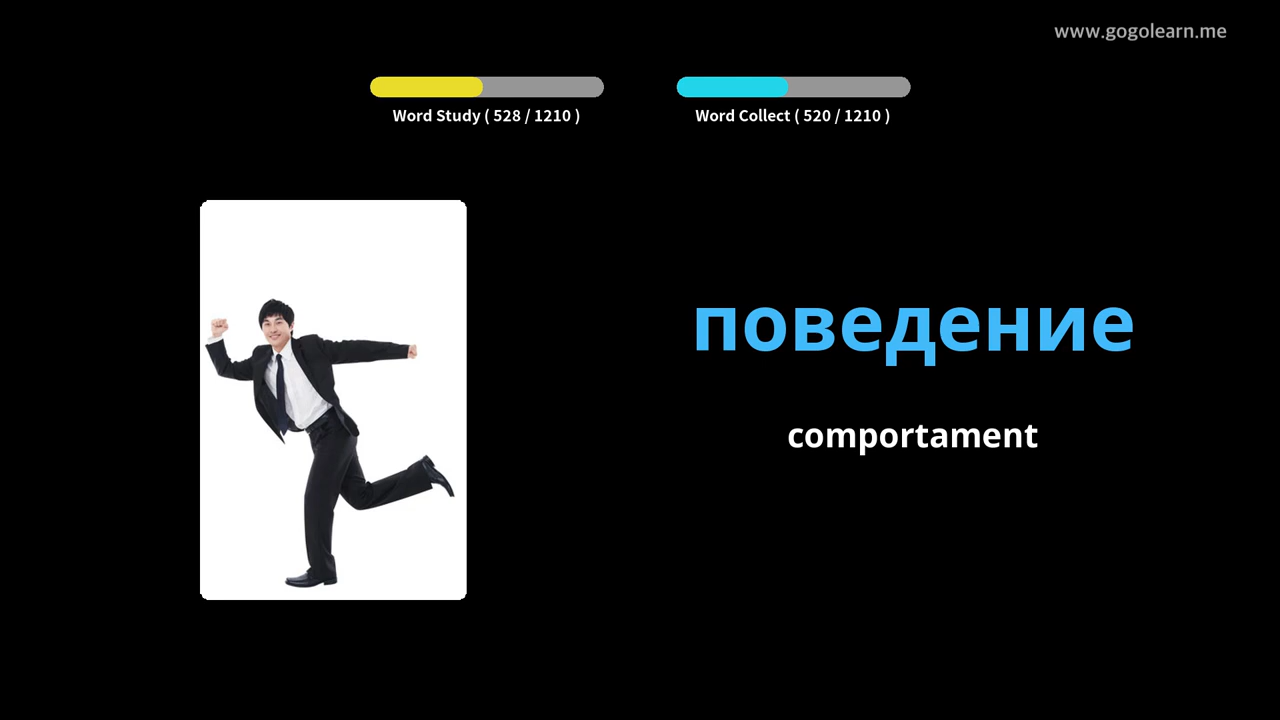 www.gogolearn.me
Word Study ( 528 / 1210 )
Word Collect ( 520 / 1210 )
поведение
comportament